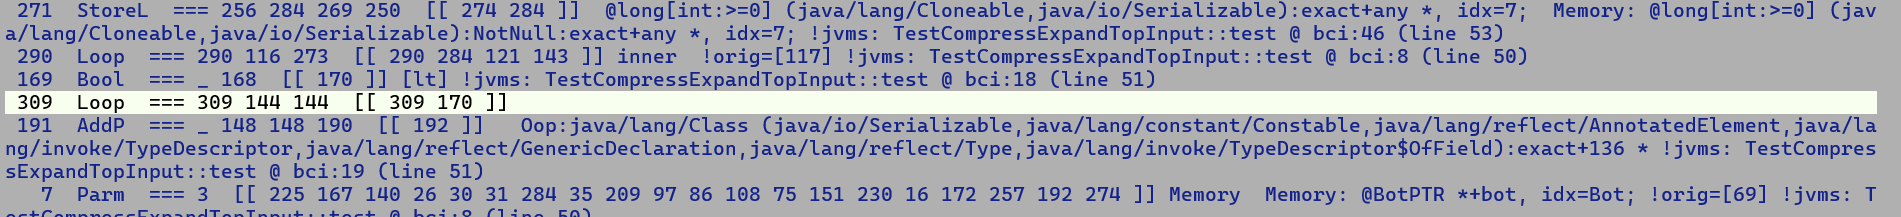 271  StoreL  === 256 284 269 250  [[ 274 284 ]]  @long[int:>=0] (java/lang/Cloneable,java/io/Serializable):exact+any *, idx=7;  Memory: @long[int:>=0] (jav
a/lang/Cloneable,java/io/Serializable):NotNull:exact+any *, idx=7; !jvms: TestCompressExpandTopInput::test @ bci:46 (line 53)
290  Loop  === 290 116 273  [[ 290 284 121 143 ]] inner  !orig=[117] !jvms: TestCompressExpandTopInput::test @ bci:8 (line 50)
169  Bool  === _ 168  [[ 170 ]] [lt] !jvms: TestCompressExpandTopInput::test @ bci:18 (line 51)
309  Loop  === 309 144 144  [[ 309 170 ]]
191  AddP  === _ 148 148 190  [[ 192 ]]   Oop:java/lang/Class (java/io/Serializable,java/lang/constant/Constable,java/lang/reflect/AnnotatedElement,java/la
ng/invoke/TypeDescriptor,java/lang/reflect/GenericDeclaration,java/lang/reflect/Type,java/lang/invoke/TypeDescriptor$OfField):exact+136 * !jvms: TestCompres
sExpandTopInput::test @ bci:19 (line 51)
7  Parm  === 3  [[ 225 167 140 26 30 31 284 35 209 97 86 108 75 151 230 16 172 257 192 274 ]] Memory  Memory: @BotPTR *+bot, idx=Bot; !orig=[69] !jvms: T
estCompressExpandTopInput::test @ bci:8 (line 50)